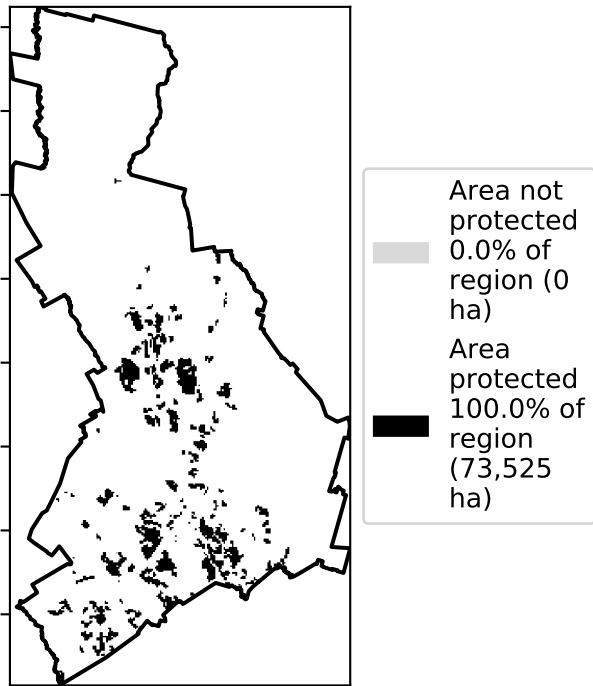 Area not
protected
0.0% of
region (0
ha)
Area
protected
100.0% of
region
(73,525
ha)